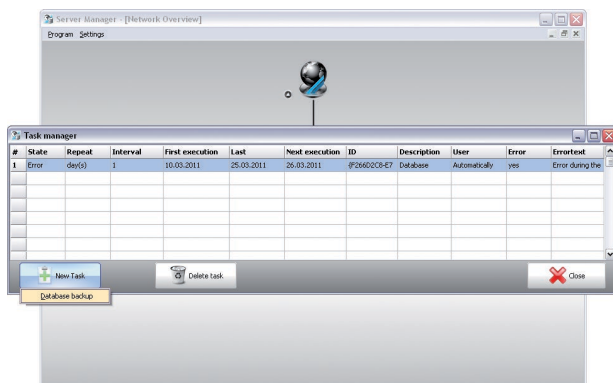 Server Manager - [Network Overview]
Program Settings
Task manager
# State Repeat Interval First execution Last Next execution ID Description User Error Errortext
1 Error day(s) 1 10.03.2011 25.03.2011 26.03.2011 {F266D2C8-E7 Database Automatically yes Error during the
New Task Delete task Close
Database backup